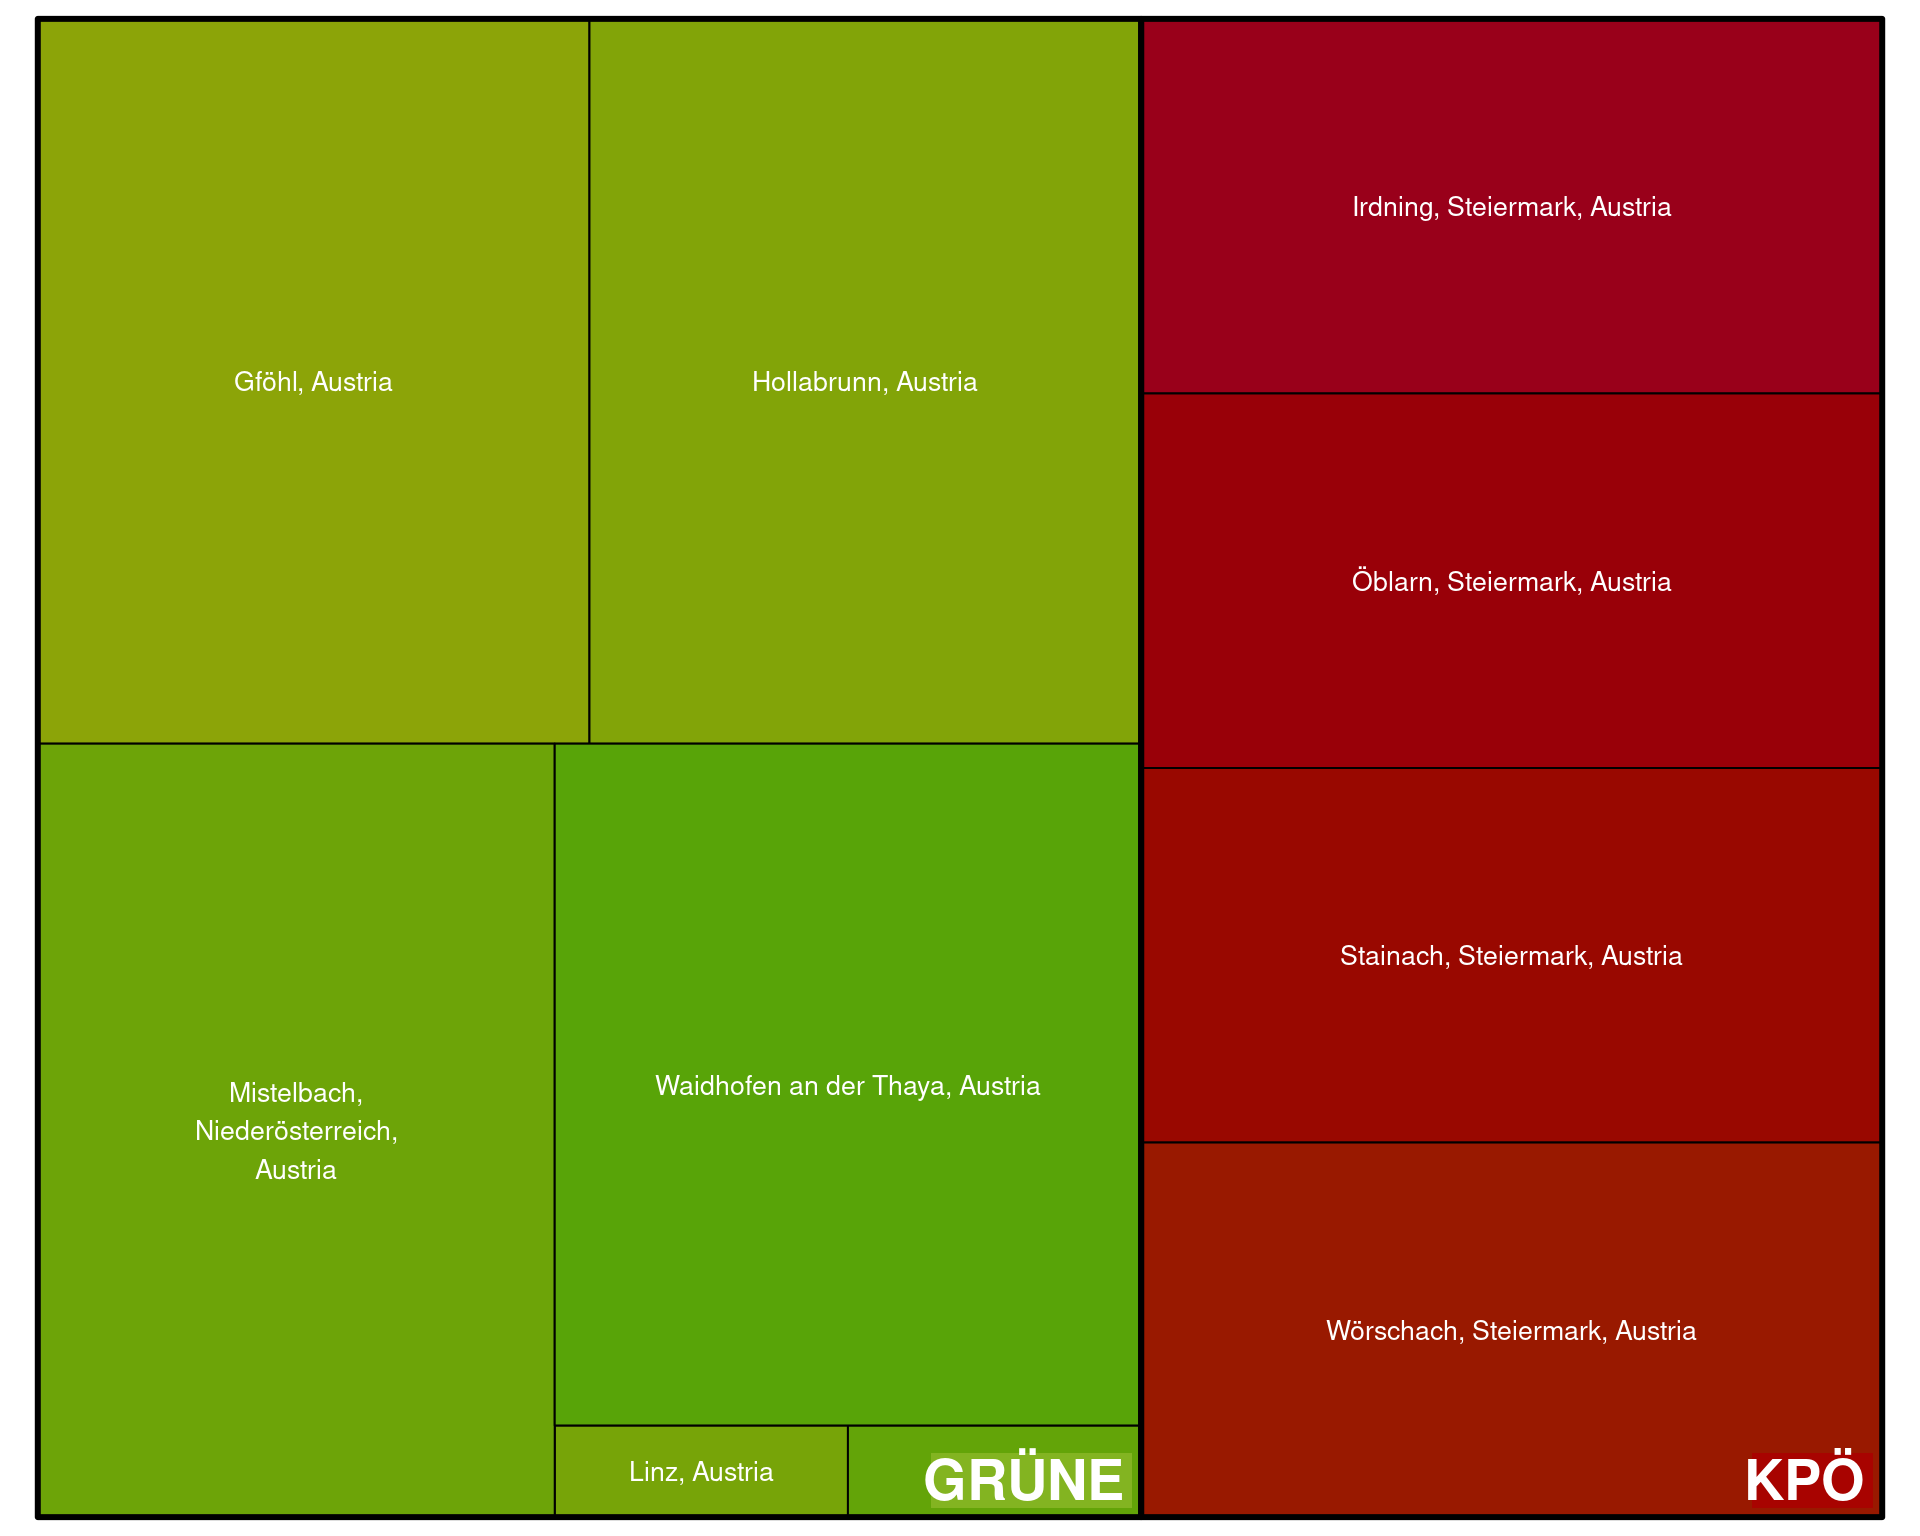 Gföhl, Austria
Hollabrunn, Austria
Mistelbach,
Niederösterreich,
Austria
Waidhofen an der Thaya, Austria
Linz, Austria
GRÜNE
Irdning, Steiermark, Austria
Öblarn, Steiermark, Austria
Stainach, Steiermark, Austria
Wörschach, Steiermark, Austria
KPÖ